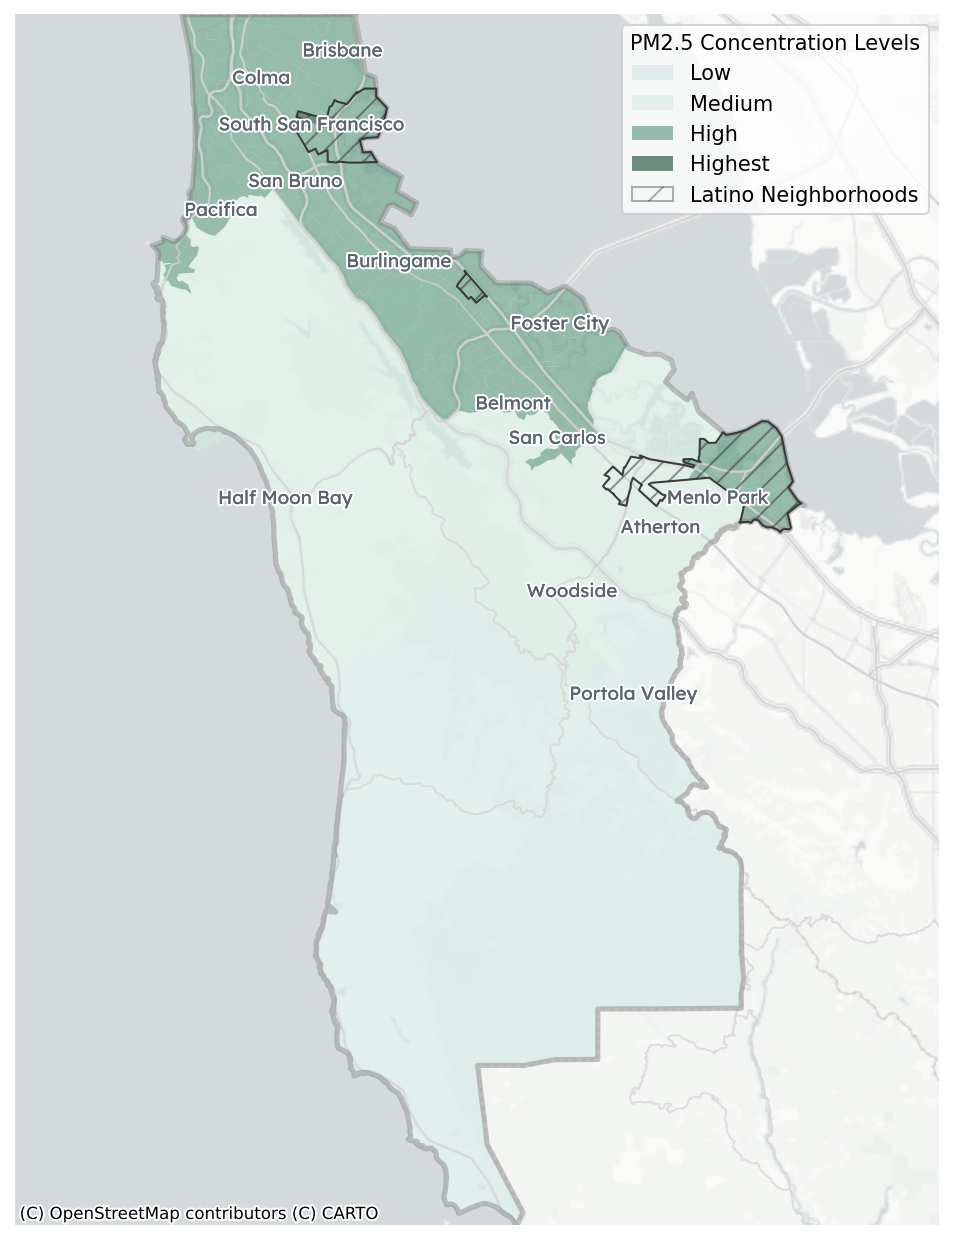 PM2.5 Concentration Levels
Low
Medium
High
Highest
Latino Neighborhoods
Brisbane
Colma
South San Francisco
San Bruno
Pacifica
Burlingame
Foster City
Belmont
San Carlos
Half Moon Bay
Menlo Park
Atherton
Woodside
Portola Valley
(C) OpenStreetMap contributors (C) CARTO